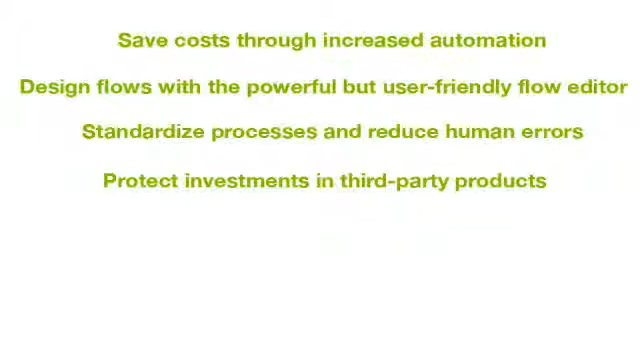 Save costs through increased automation
Design flows with the powerful but user-friendly flow editor
Standardize processes and reduce human errors
Protect investments in third-party products